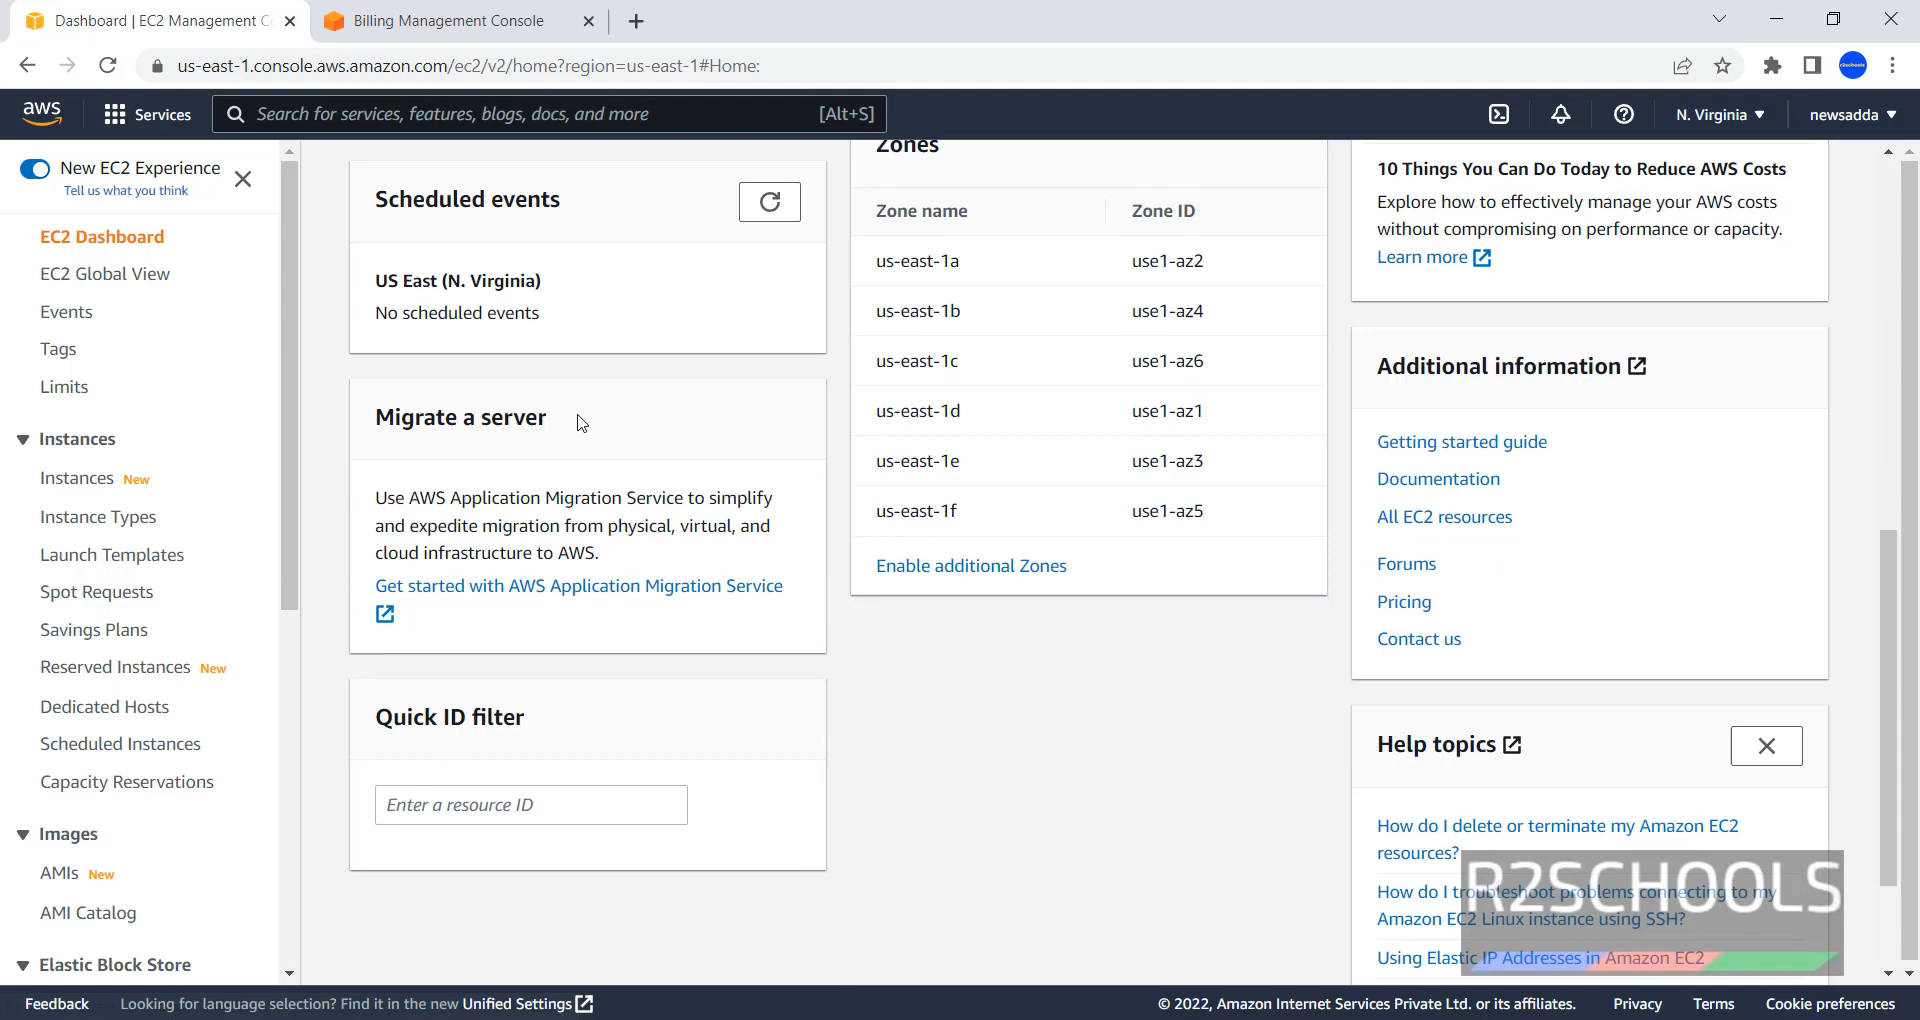 Dashboard | EC2 Management C
Billing Management Console
us-east-1.console.aws.amazon.com/ec2/v2/home?region=us-east-1#Home:
aws
Services
Search for services, features, blogs, docs, and more
[Alt+S]
N. Virginia
newsadda
New EC2 Experience
Tell us what you think
EC2 Dashboard
EC2 Global View
Events
Tags
Limits
Instances
Instances New
Instance Types
Launch Templates
Spot Requests
Savings Plans
Reserved Instances New
Dedicated Hosts
Scheduled Instances
Capacity Reservations
Images
AMIs New
AMI Catalog
Elastic Block Store
Scheduled events
US East (N. Virginia)
No scheduled events
Migrate a server
Use AWS Application Migration Service to simplify
and expedite migration from physical, virtual, and
cloud infrastructure to AWS.
Get started with AWS Application Migration Service
Quick ID filter
Enter a resource ID
Zones
Zone name Zone ID
us-east-1a use1-az2
us-east-1b use1-az4
us-east-1c use1-az6
us-east-1d use1-az1
us-east-1e use1-az3
us-east-1f use1-az5
Enable additional Zones
10 Things You Can Do Today to Reduce AWS Costs
Explore how to effectively manage your AWS costs
without compromising on performance or capacity.
Learn more
Additional information
Getting started guide
Documentation
All EC2 resources
Forums
Pricing
Contact us
Help topics
How do I delete or terminate my Amazon EC2
resources?
How do I troubleshoot problems connecting to my
Amazon EC2 Linux instance using SSH?
Using Elastic IP Addresses in Amazon EC2
R2SCHOOLS
Feedback
Looking for language selection? Find it in the new Unified Settings
© 2022, Amazon Internet Services Private Ltd. or its affiliates.
Privacy
Terms
Cookie preferences